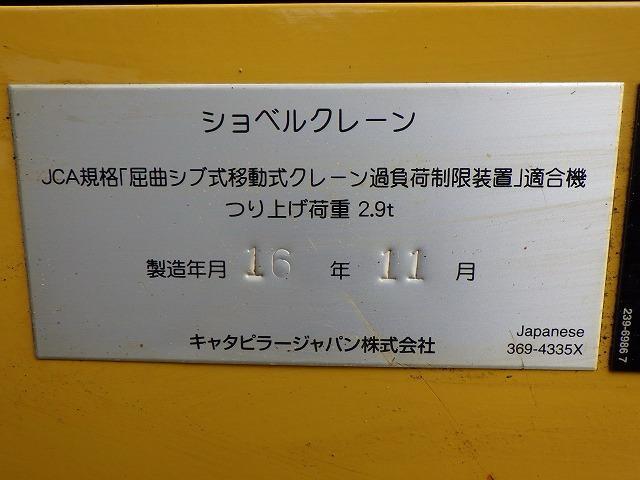 ショベルクレーン
JCA規格「屈曲ジブ式移動式クレーン過負荷制限装置」適合機
つり上げ荷重 2.9t
製造年月 16 年 11 月
キャタピラージャパン株式会社
Japanese
369-4335X
239-6986 7